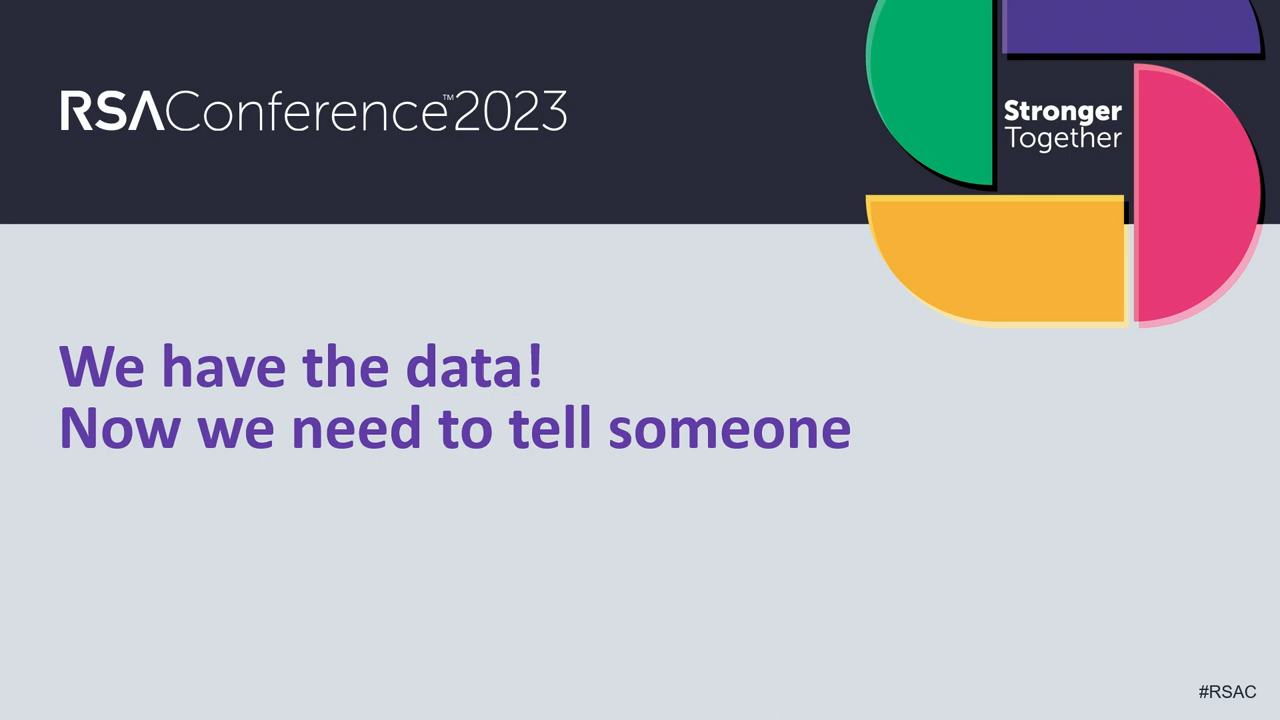 RSAConference™2023
Stronger
Together
We have the data!
Now we need to tell someone
#RSAC